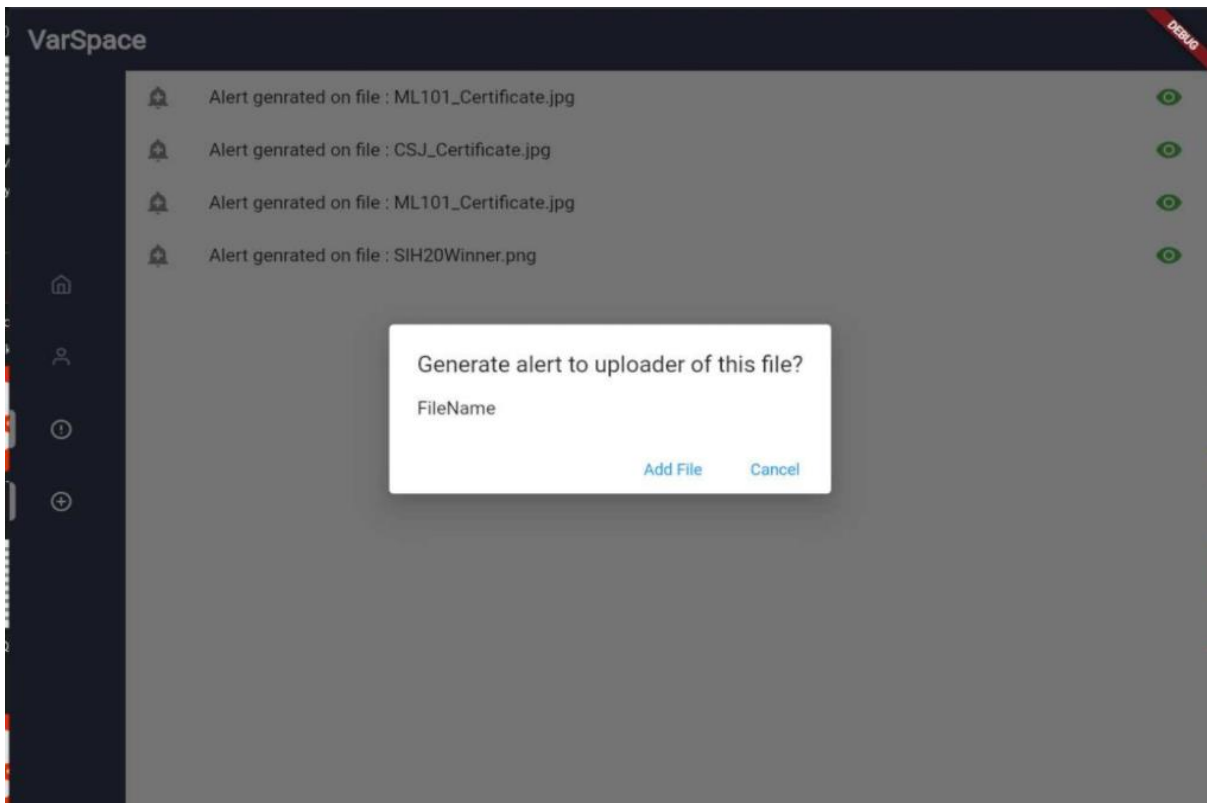 VarSpace
DEBUG
Alert genrated on file : ML101_Certificate.jpg
Alert genrated on file : CSJ_Certificate.jpg
Alert genrated on file : ML101_Certificate.jpg
Alert genrated on file : SIH20Winner.png
Generate alert to uploader of this file?
FileName
Add File Cancel